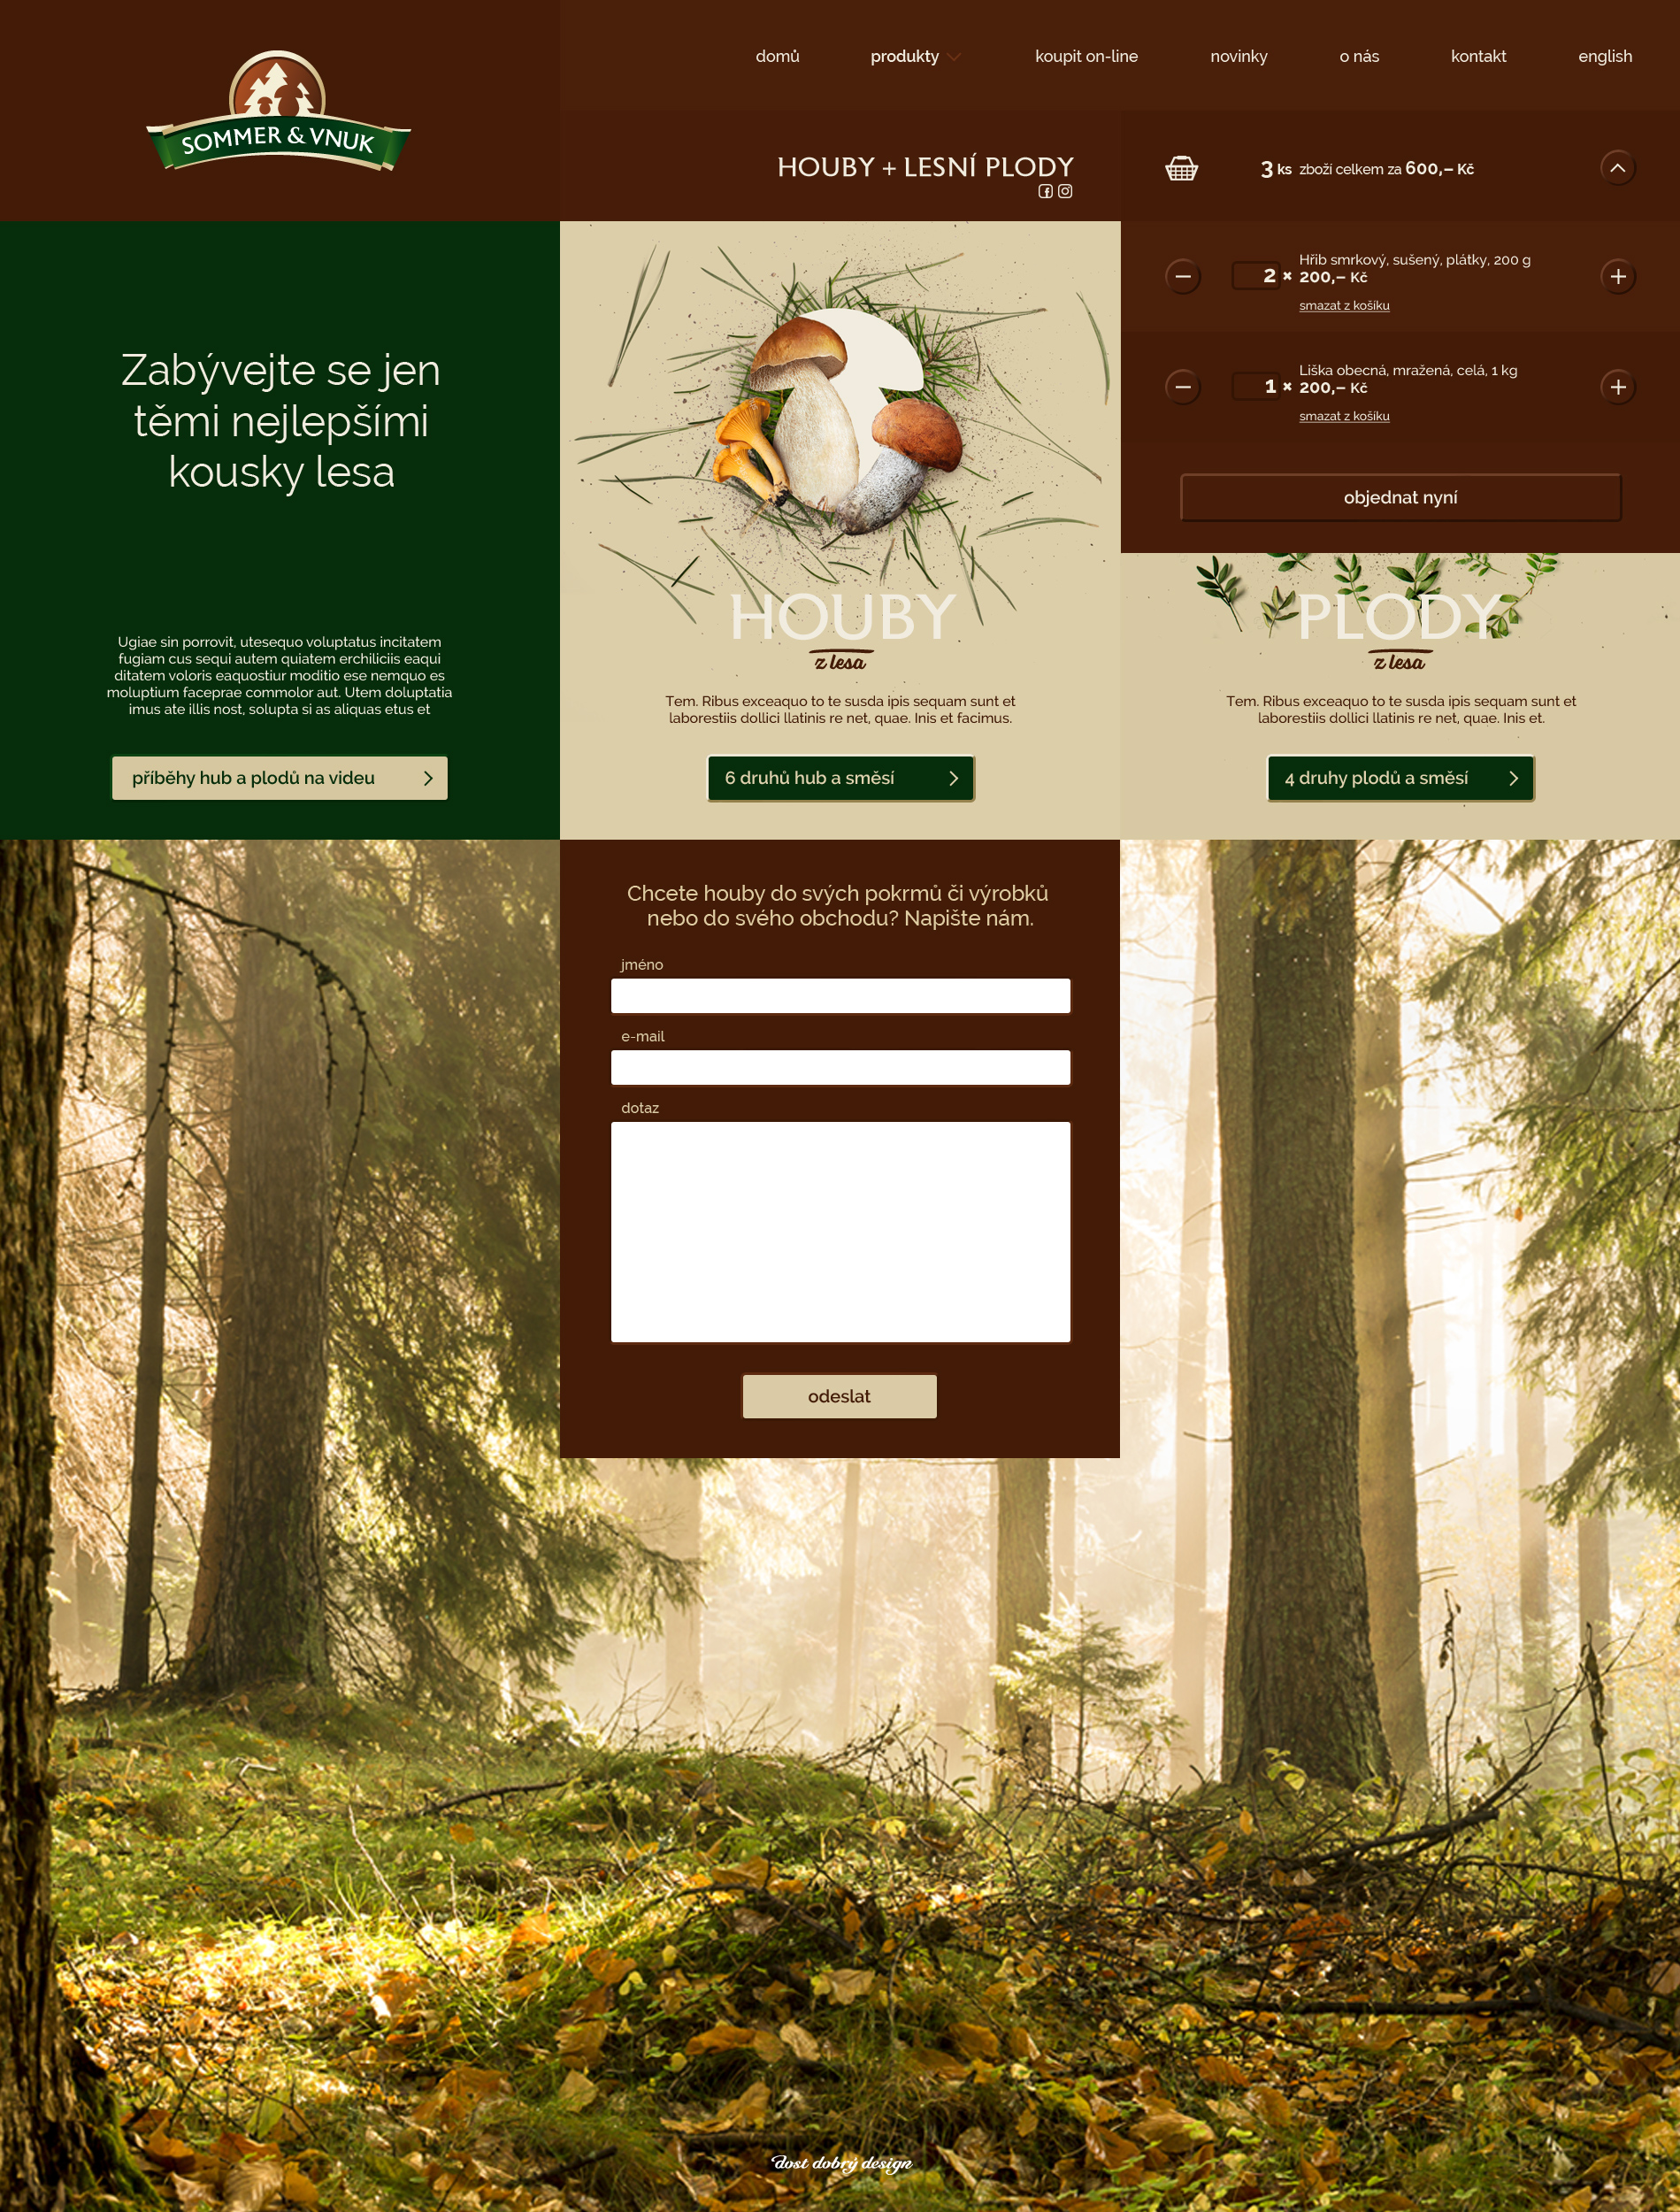 domů
produkty
koupit on-line
novinky
o nás
kontakt
english
SOMMER & VNUK
HOUBY + LESNÍ PLODY
3 ks zboží celkem za 600,– Kč
2 ×
Hřib smrkový, sušený, plátky, 200 g
200,– Kč
smazat z košíku
1 ×
Liška obecná, mražená, celá, 1 kg
200,– Kč
smazat z košíku
objednat nyní
Zabývejte se jen
těmi nejlepšími
kousky lesa
Ugiae sin porrovit, utesequo voluptatus incitatem
fugiam cus sequi autem quiatem erchiliciis eaqui
ditatem voloris eaquostiur moditio ese nemquo es
moluptium faceprae commolor aut. Utem doluptatia
imus ate illis nost, solupta si as aliquas etus et
příběhy hub a plodů na videu
HOUBY
z lesa
Tem. Ribus exceaquo to te susda ipis sequam sunt et
laborestiis dollici llatinis re net, quae. Inis et facimus.
6 druhů hub a směsí
PLODY
z lesa
Tem. Ribus exceaquo to te susda ipis sequam sunt et
laborestiis dollici llatinis re net, quae. Inis et.
4 druhy plodů a směsí
Chcete houby do svých pokrmů či výrobků
nebo do svého obchodu? Napište nám.
jméno
e-mail
dotaz
odeslat
dost dobrý design